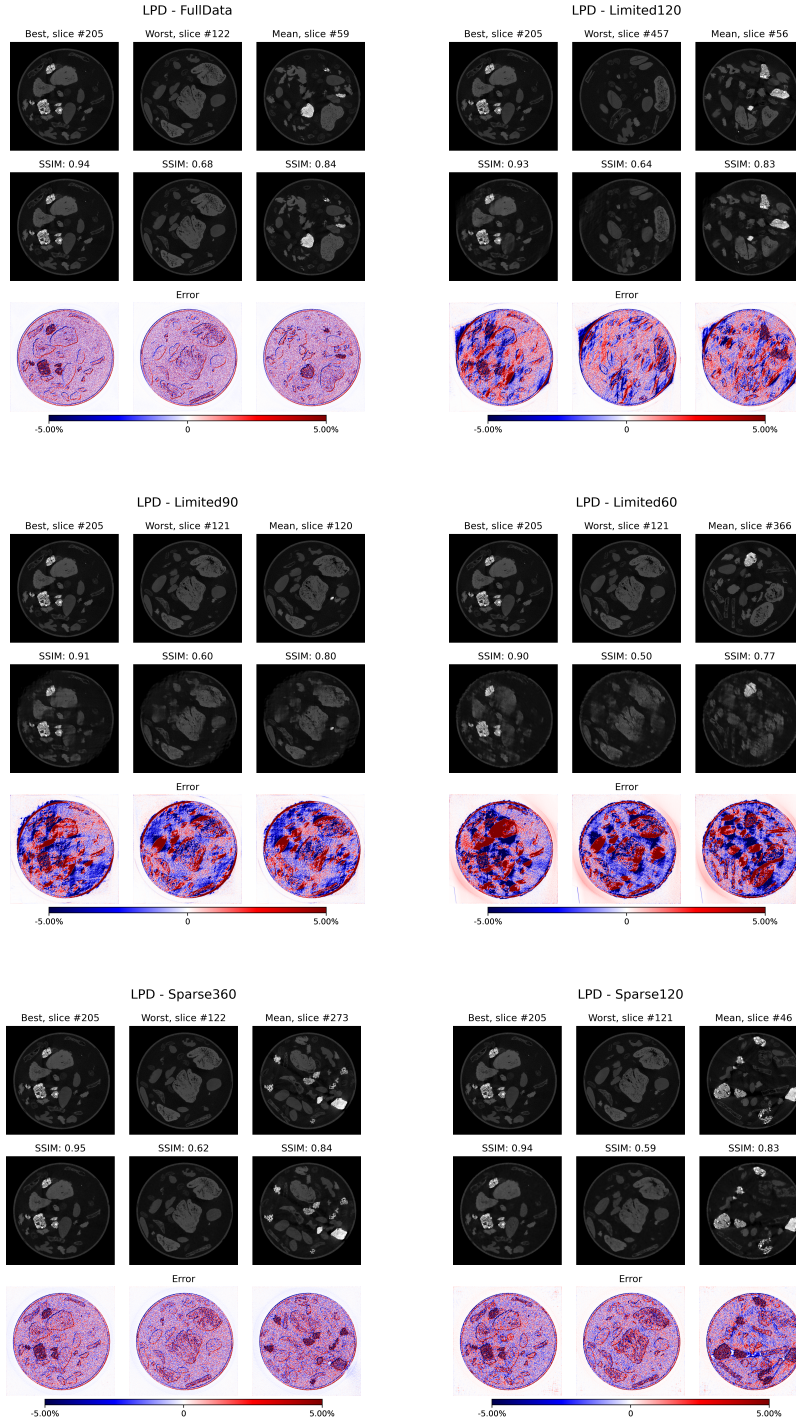 LPD - FullData
Best, slice #205 Worst, slice #122 Mean, slice #59
SSIM: 0.94 SSIM: 0.68 SSIM: 0.84
Error
-5.00% 0 5.00%
LPD - Limited120
Best, slice #205 Worst, slice #457 Mean, slice #56
SSIM: 0.93 SSIM: 0.64 SSIM: 0.83
Error
-5.00% 0 5.00%
LPD - Limited90
Best, slice #205 Worst, slice #121 Mean, slice #120
SSIM: 0.91 SSIM: 0.60 SSIM: 0.80
Error
-5.00% 0 5.00%
LPD - Limited60
Best, slice #205 Worst, slice #121 Mean, slice #366
SSIM: 0.90 SSIM: 0.50 SSIM: 0.77
Error
-5.00% 0 5.00%
LPD - Sparse360
Best, slice #205 Worst, slice #122 Mean, slice #273
SSIM: 0.95 SSIM: 0.62 SSIM: 0.84
Error
-5.00% 0 5.00%
LPD - Sparse120
Best, slice #205 Worst, slice #121 Mean, slice #46
SSIM: 0.94 SSIM: 0.59 SSIM: 0.83
Error
-5.00% 0 5.00%